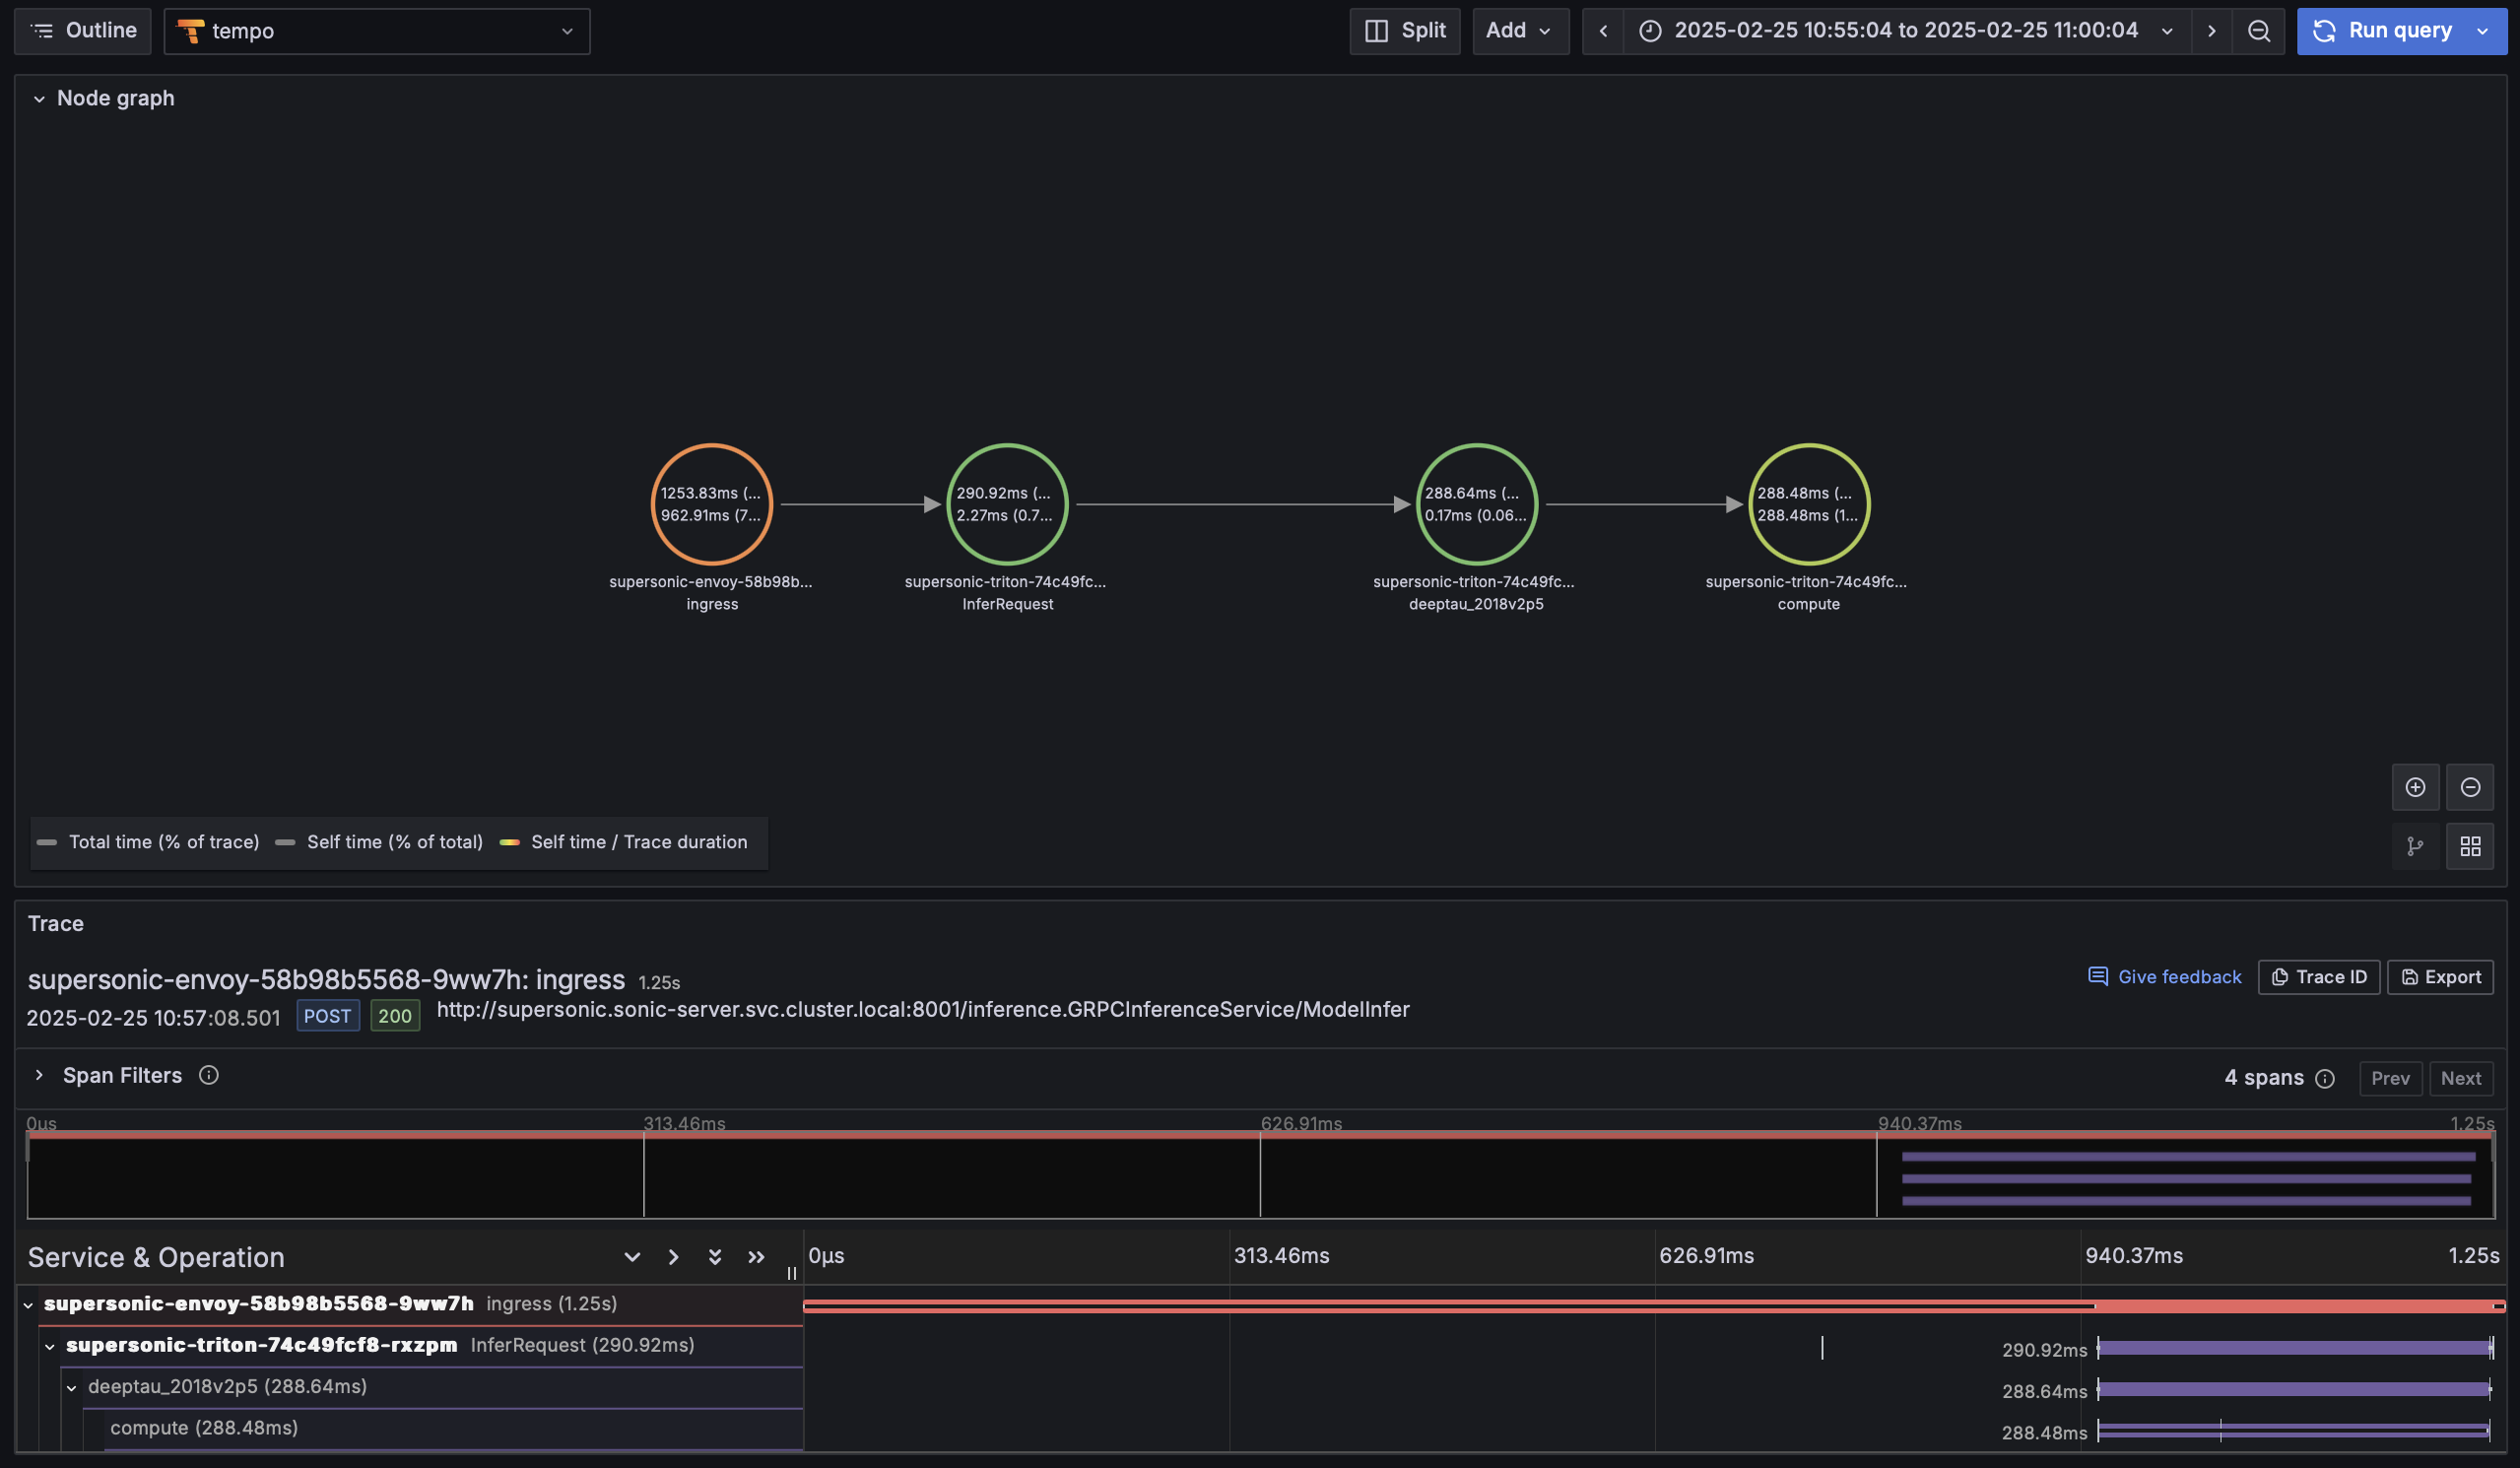 Outline
tempo
Split
Add
2025-02-25 10:55:04 to 2025-02-25 11:00:04
Run query
Node graph
1253.83ms (...
962.91ms (7...
supersonic-envoy-58b98b...
ingress
290.92ms (...
2.27ms (0.7...
supersonic-triton-74c49fc...
InferRequest
288.64ms (...
0.17ms (0.06...
supersonic-triton-74c49fc...
deeptau_2018v2p5
288.48ms (...
288.48ms (1...
supersonic-triton-74c49fc...
compute
Total time (% of trace)
Self time (% of total)
Self time / Trace duration
Trace
supersonic-envoy-58b98b5568-9ww7h: ingress 1.25s
Give feedback
Trace ID
Export
2025-02-25 10:57:08.501 POST 200 http://supersonic.sonic-server.svc.cluster.local:8001/inference.GRPCInferenceService/ModelInfer
Span Filters
4 spans
Prev
Next
0μs 313.46ms 626.91ms 940.37ms 1.25s
Service & Operation
0μs 313.46ms 626.91ms 940.37ms 1.25s
supersonic-envoy-58b98b5568-9ww7h ingress (1.25s)
supersonic-triton-74c49fcf8-rxzpm InferRequest (290.92ms)
290.92ms
deeptau_2018v2p5 (288.64ms)
288.64ms
compute (288.48ms)
288.48ms